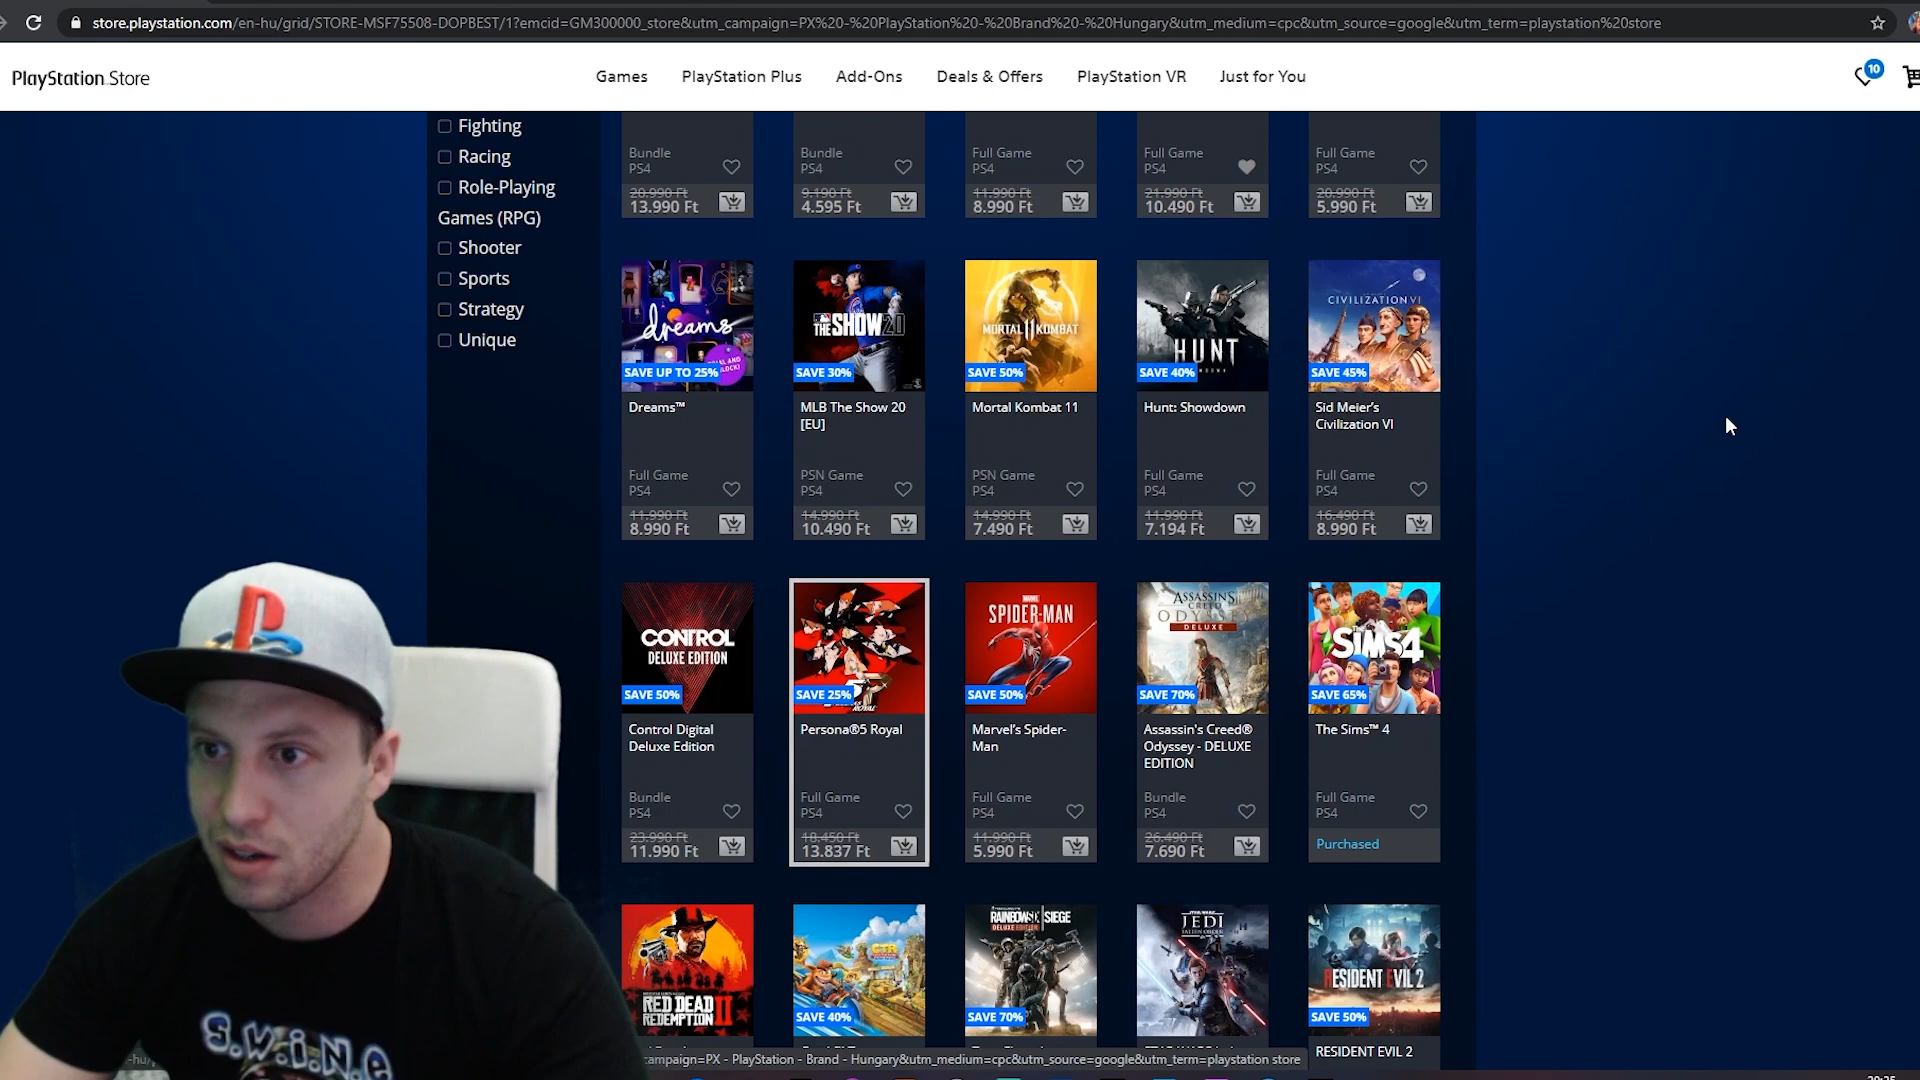 store.playstation.com/en-hu/grid/STORE-MSF75508-DOPBEST/1?emcid=GM300000_store&utm_campaign=PX%20-%20PlayStation%20-%20Brand%20-%20Hungary&utm_medium=cpc&utm_source=google&utm_term=playstation%20store
PlayStation Store
Games PlayStation Plus Add-Ons Deals & Offers PlayStation VR Just for You
10
Fighting
Racing
Role-Playing
Games (RPG)
Shooter
Sports
Strategy
Unique
Bundle Bundle Full Game Full Game Full Game
PS4 PS4 PS4 PS4 PS4
20.990 Ft 9.190 Ft 11.990 Ft 21.990 Ft 20.990 Ft
13.990 Ft 4.595 Ft 8.990 Ft 10.490 Ft 5.990 Ft
dreams
THE SHOW 20
MORTAL KOMBAT 11
HUNT
CIVILIZATION VI
SAVE UP TO 25% SAVE 30% SAVE 50% SAVE 40% SAVE 45%
Dreams™ MLB The Show 20 Mortal Kombat 11 Hunt: Showdown Sid Meier's
[EU] Civilization VI
Full Game PSN Game PSN Game Full Game Full Game
PS4 PS4 PS4 PS4 PS4
11.990 Ft 14.990 Ft 14.990 Ft 11.990 Ft 16.490 Ft
8.990 Ft 10.490 Ft 7.490 Ft 7.194 Ft 8.990 Ft
CONTROL
DELUXE EDITION
MARVEL
SPIDER-MAN
ASSASSIN'S
CREED
ODYSSEY
DELUXE
THE SIMS 4
SAVE 50% SAVE 25% SAVE 50% SAVE 70% SAVE 65%
Control Digital Persona®5 Royal Marvel's Spider- Assassin's Creed® The Sims™ 4
Deluxe Edition Man Odyssey - DELUXE
EDITION
Bundle Full Game Full Game Bundle Full Game
PS4 PS4 PS4 PS4 PS4
23.990 Ft 18.450 Ft 11.990 Ft 26.490 Ft Purchased
11.990 Ft 13.837 Ft 5.990 Ft 7.690 Ft
RED DEAD
REDEMPTION II
CTR
RAINBOW SIX SIEGE
DELUXE EDITION
STAR WARS
JEDI
FALLEN ORDER
RESIDENT EVIL 2
SAVE 40% SAVE 70% SAVE 50%
RESIDENT EVIL 2
campaign=PX - PlayStation - Brand - Hungary&utm_medium=cpc&utm_source=google&utm_term=playstation store
S.W.I.N.E